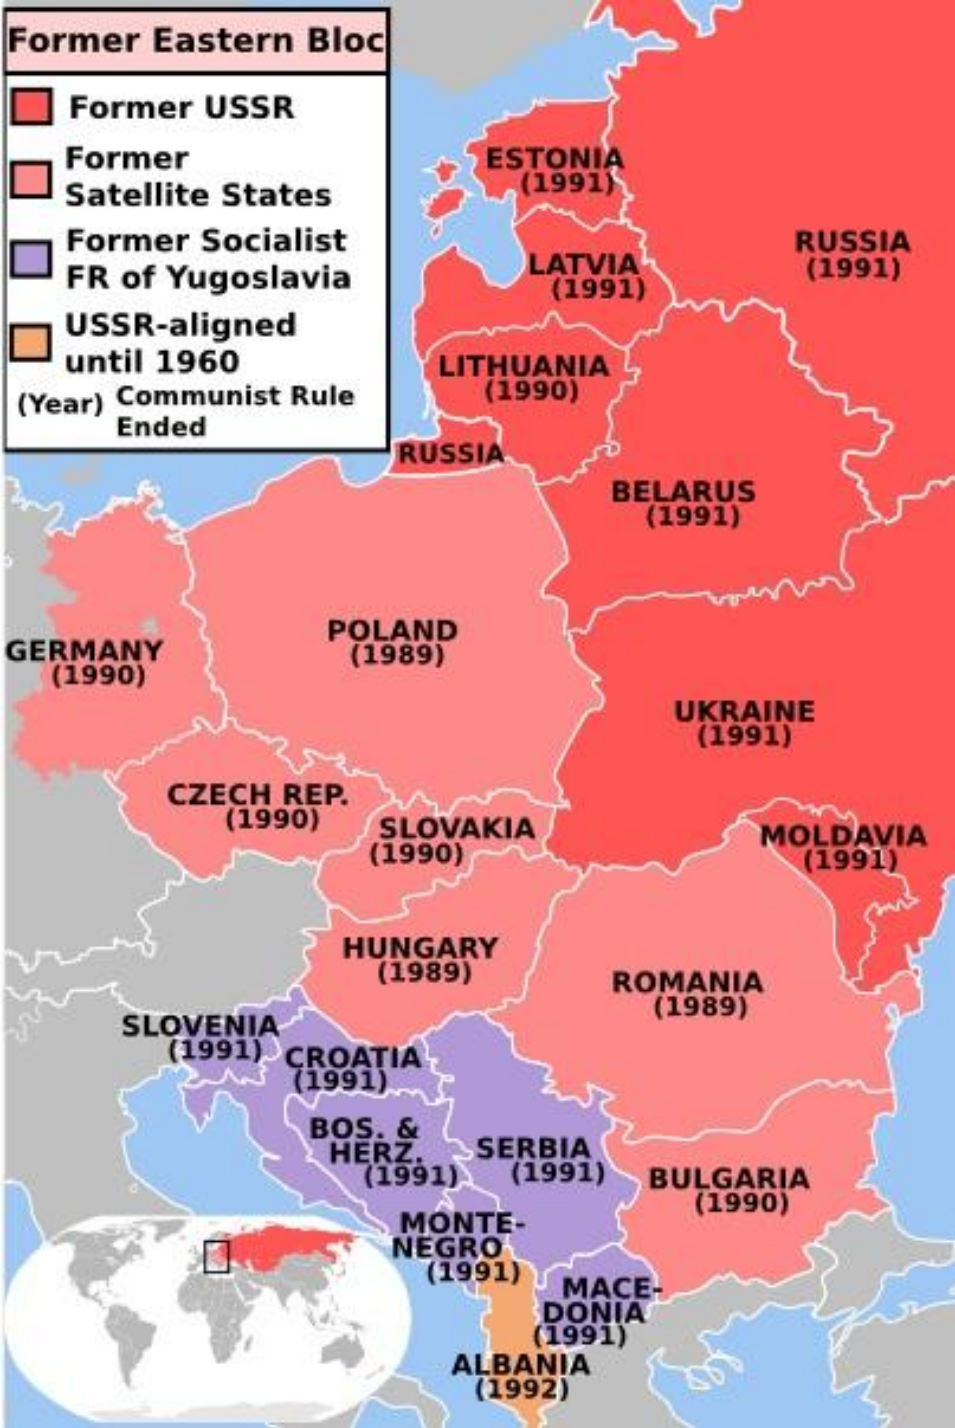 Former Eastern Bloc
Former USSR
Former
Satellite States
Former Socialist
FR of Yugoslavia
USSR-aligned
until 1960
(Year) Communist Rule
Ended
ESTONIA
(1991)
RUSSIA
(1991)
LATVIA
(1991)
LITHUANIA
(1990)
RUSSIA
BELARUS
(1991)
POLAND
(1989)
GERMANY
(1990)
UKRAINE
(1991)
CZECH REP.
(1990)
SLOVAKIA
(1990)
MOLDAVIA
(1991)
HUNGARY
(1989)
ROMANIA
(1989)
SLOVENIA
(1991)
CROATIA
(1991)
BOS. &
HERZ.
(1991)
SERBIA
(1991)
BULGARIA
(1990)
MONTE-
NEGRO
(1991)
MACE-
DONIA
(1991)
ALBANIA
(1992)